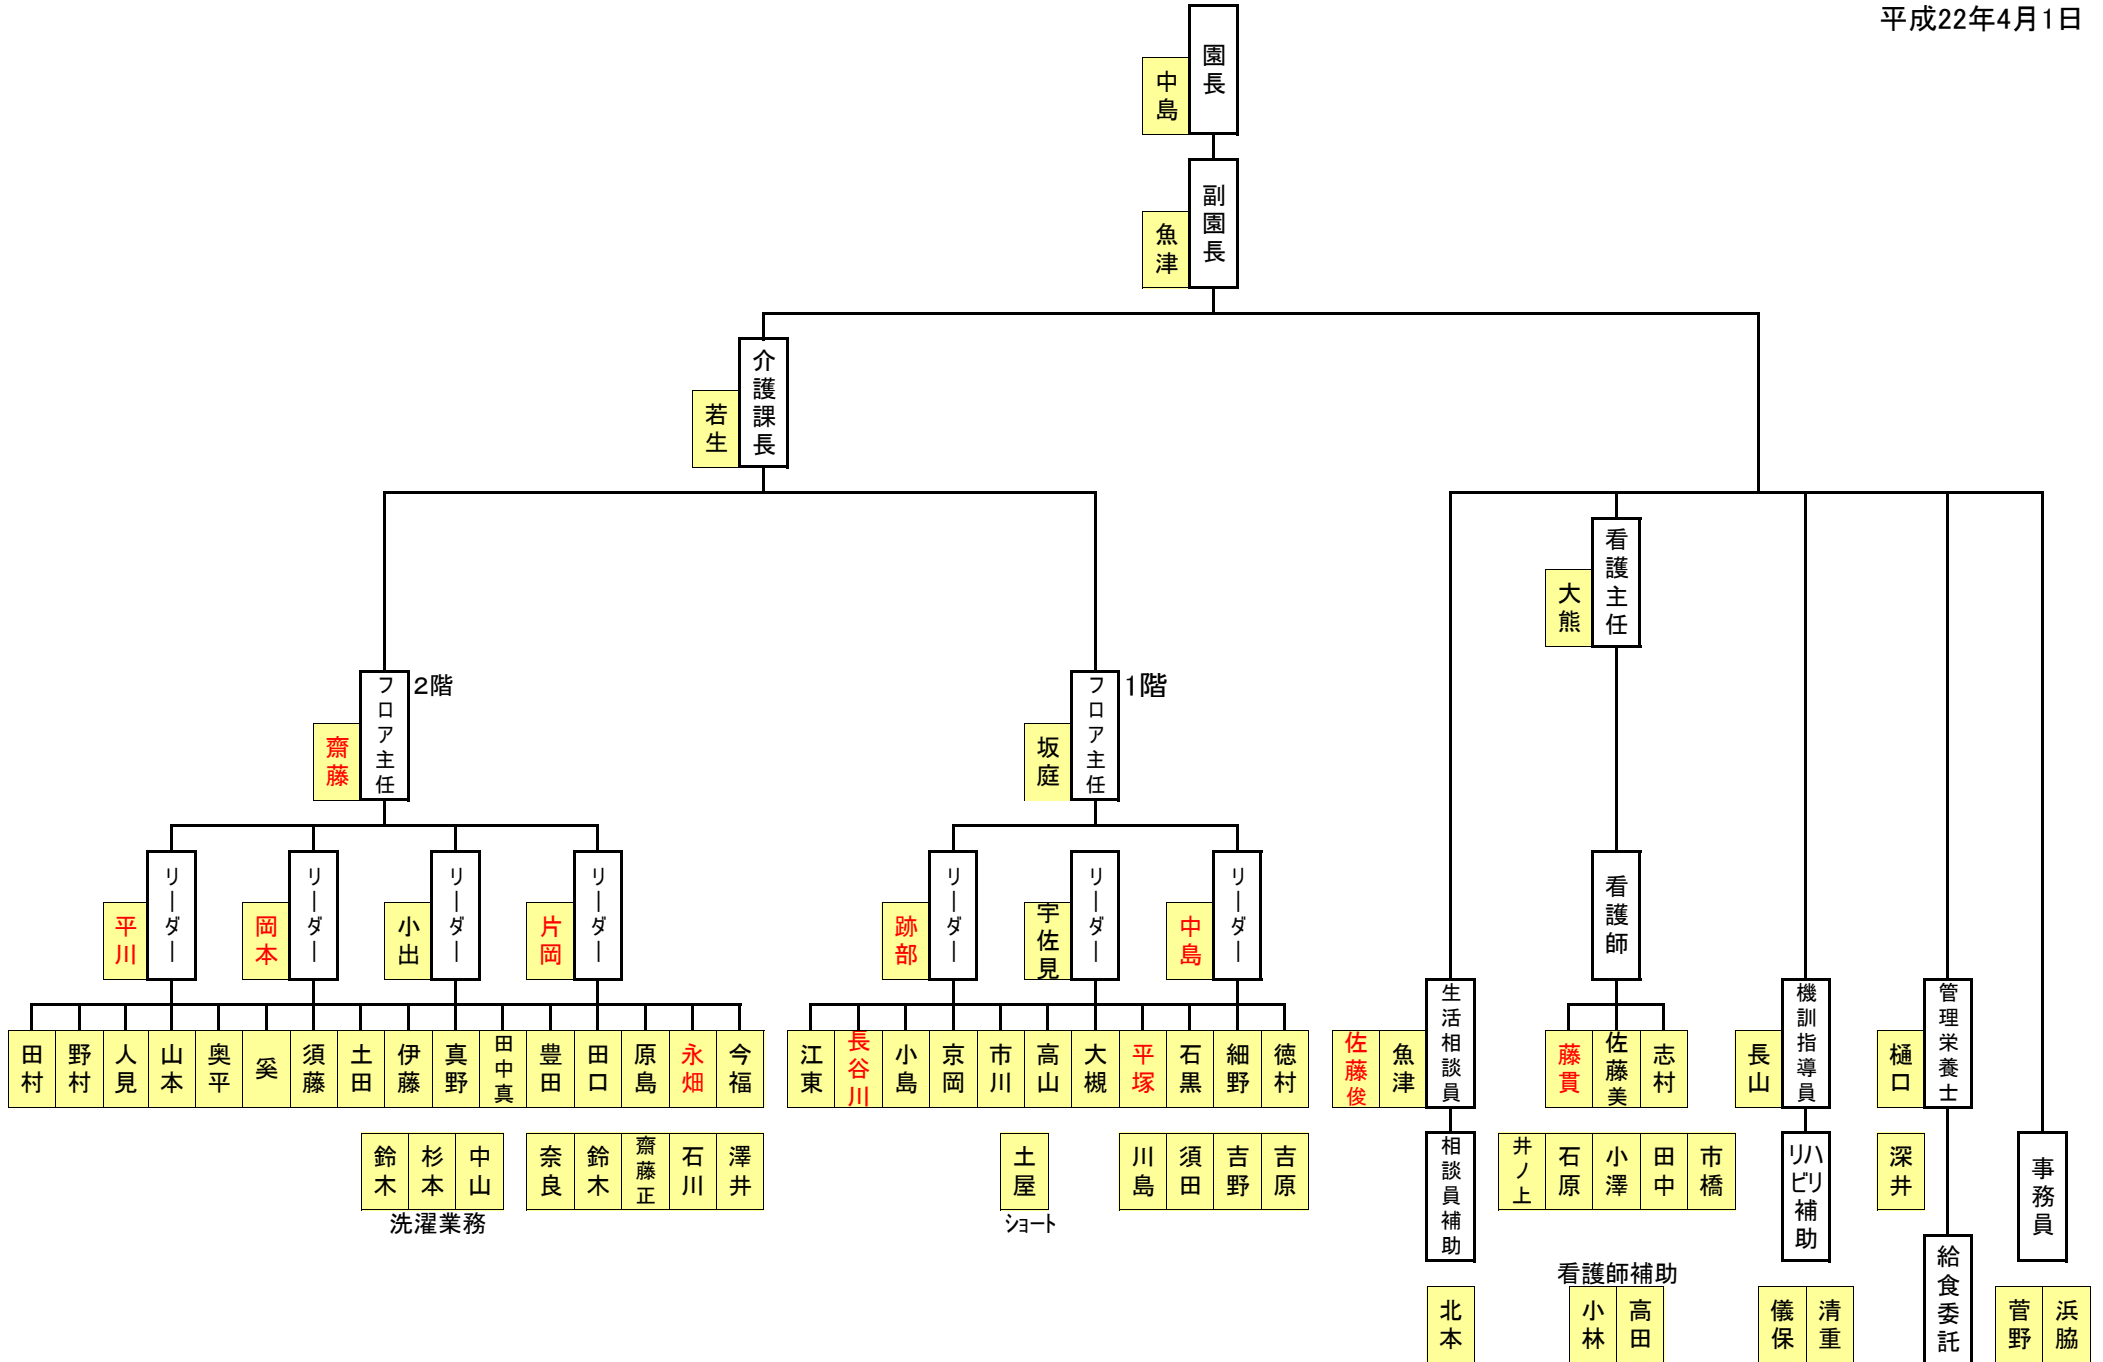 平成22年4月1日
園長
中島
副園長
魚津
介護課長
若生
看護主任
大熊
フロア主任
2階
齋藤
フロア主任
1階
坂庭
リーダー
平川
リーダー
岡本
リーダー
小出
リーダー
片岡
リーダー
跡部
リーダー
宇佐見
リーダー
中島
看護師
生活相談員
機訓指導員
管理栄養士
田村
野村
人見
山本
奥平
奚
須藤
土田
伊藤
真野
田中真
豊田
田口
原島
永畑
今福
江東
長谷川
小島
京岡
市川
高山
大槻
平塚
石黒
細野
徳村
佐藤俊
魚津
藤貫
佐藤美
志村
長山
樋口
鈴木
杉本
中山
洗濯業務
奈良
鈴木
齋藤正
石川
澤井
土屋
ショート
川島
須田
吉野
吉原
相談員補助
井ノ上
石原
小澤
田中
市橋
リハビリ補助
深井
事務員
給食委託
看護師補助
北本
小林
高田
儀保
清重
菅野
浜脇